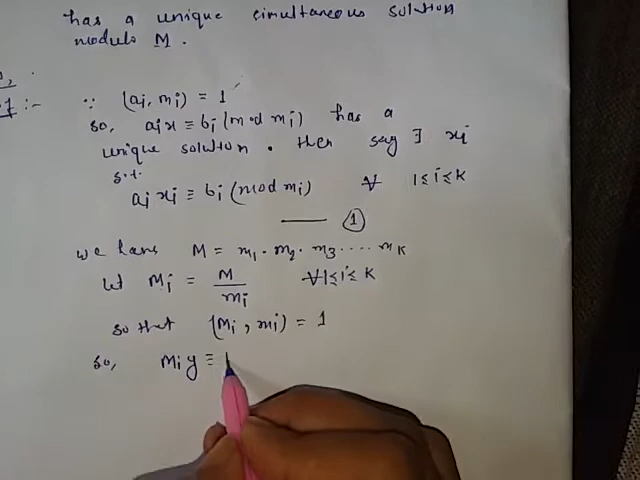 has a unique simultaneous solution
modulo M.
∵ (ai, mi) = 1
so, aix ≡ bi (mod mi) has a
unique solution. then say ∃ xi
s.t.
aixi ≡ bi (mod mi) ∀ 1≤i≤k
—— ①
we have M = m1 · m2 · m3 .... mk
let Mi = M/mi ∀ 1≤i≤k
so that (Mi, mi) = 1
so, Miy ≡ 1